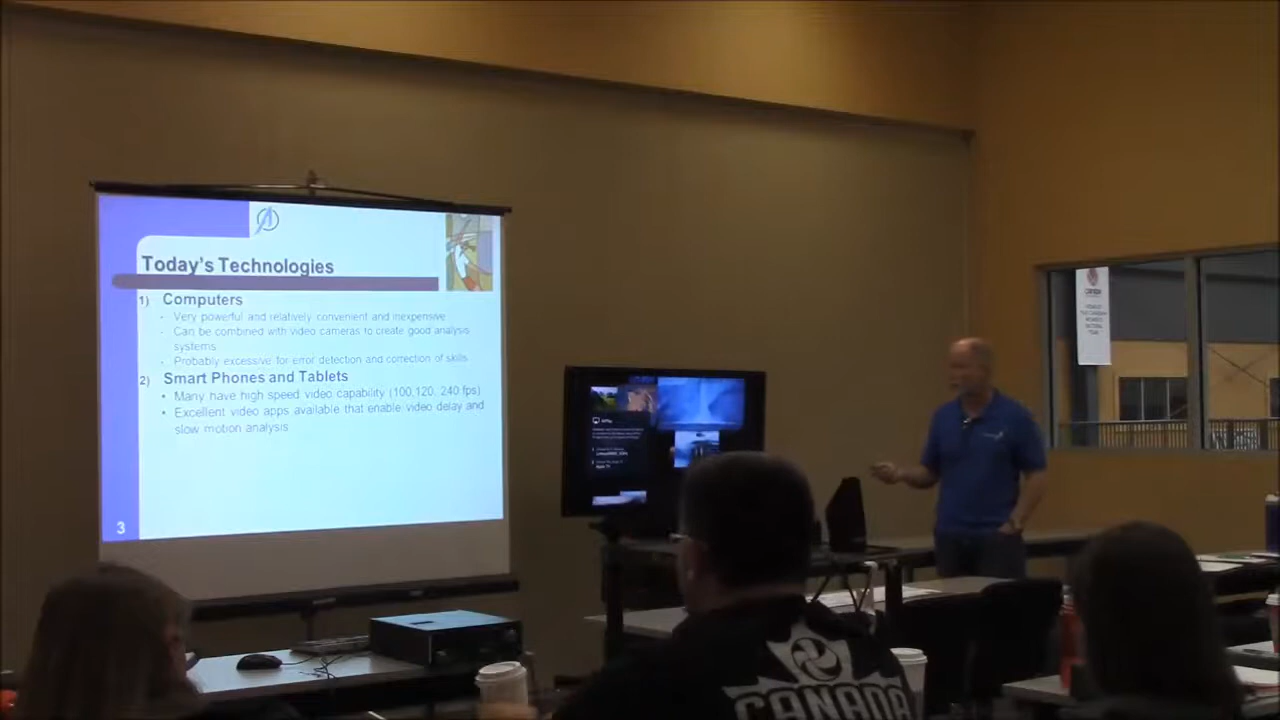 Today's Technologies
1) Computers
- Very powerful and relatively convenient and inexpensive
- Can be combined with video cameras to create good analysis
systems
- Probably excessive for error detection and correction of skills
2) Smart Phones and Tablets
• Many have high speed video capability (100,120, 240 fps)
• Excellent video apps available that enable video delay and
slow motion analysis
3
AirPlay
Apple TV
CANADA